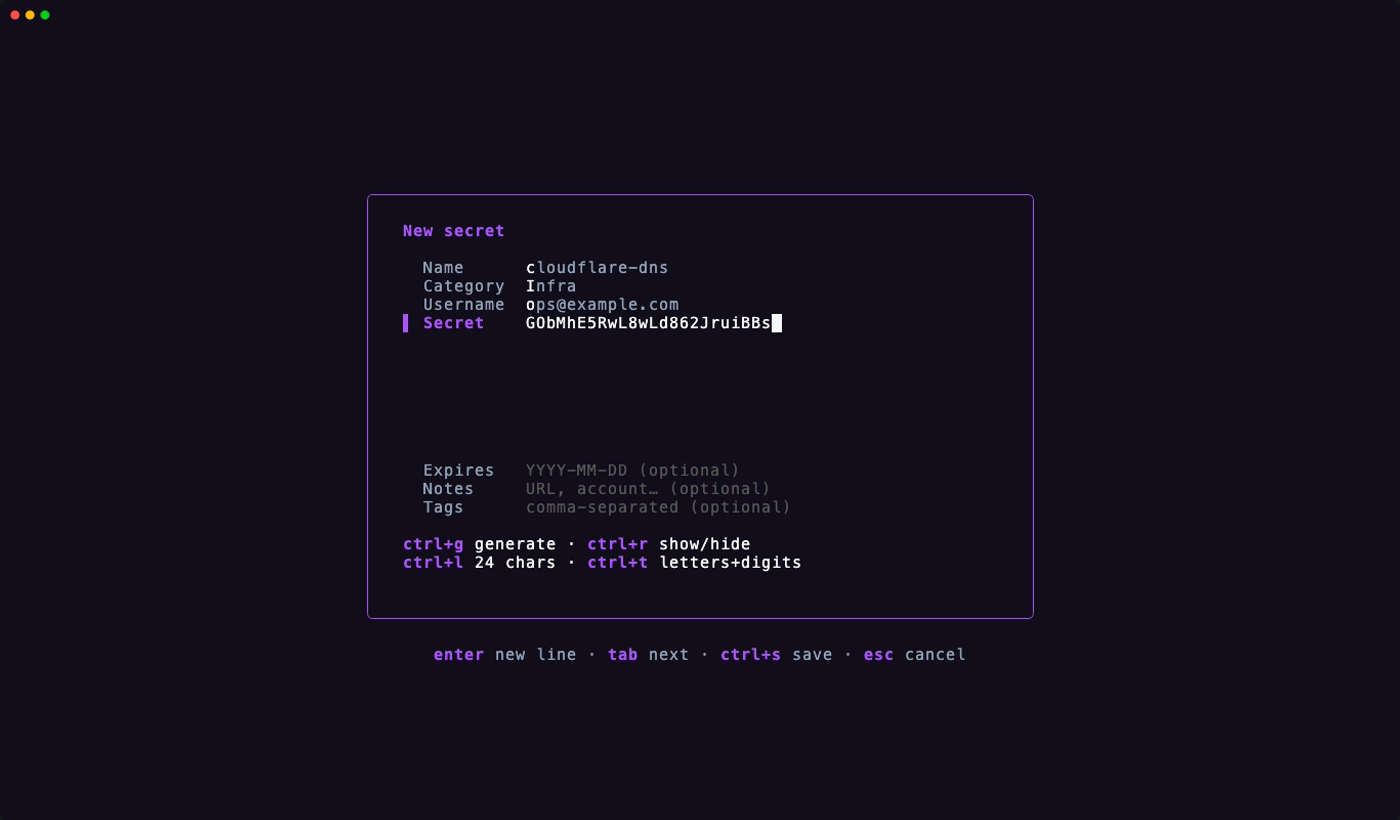 New secret
Name cloudflare-dns
Category Infra
Username ops@example.com
Secret GObMhE5RwL8wLd862JruiBBs
Expires YYYY-MM-DD (optional)
Notes URL, account… (optional)
Tags comma-separated (optional)
ctrl+g generate · ctrl+r show/hide
ctrl+l 24 chars · ctrl+t letters+digits
enter new line · tab next · ctrl+s save · esc cancel